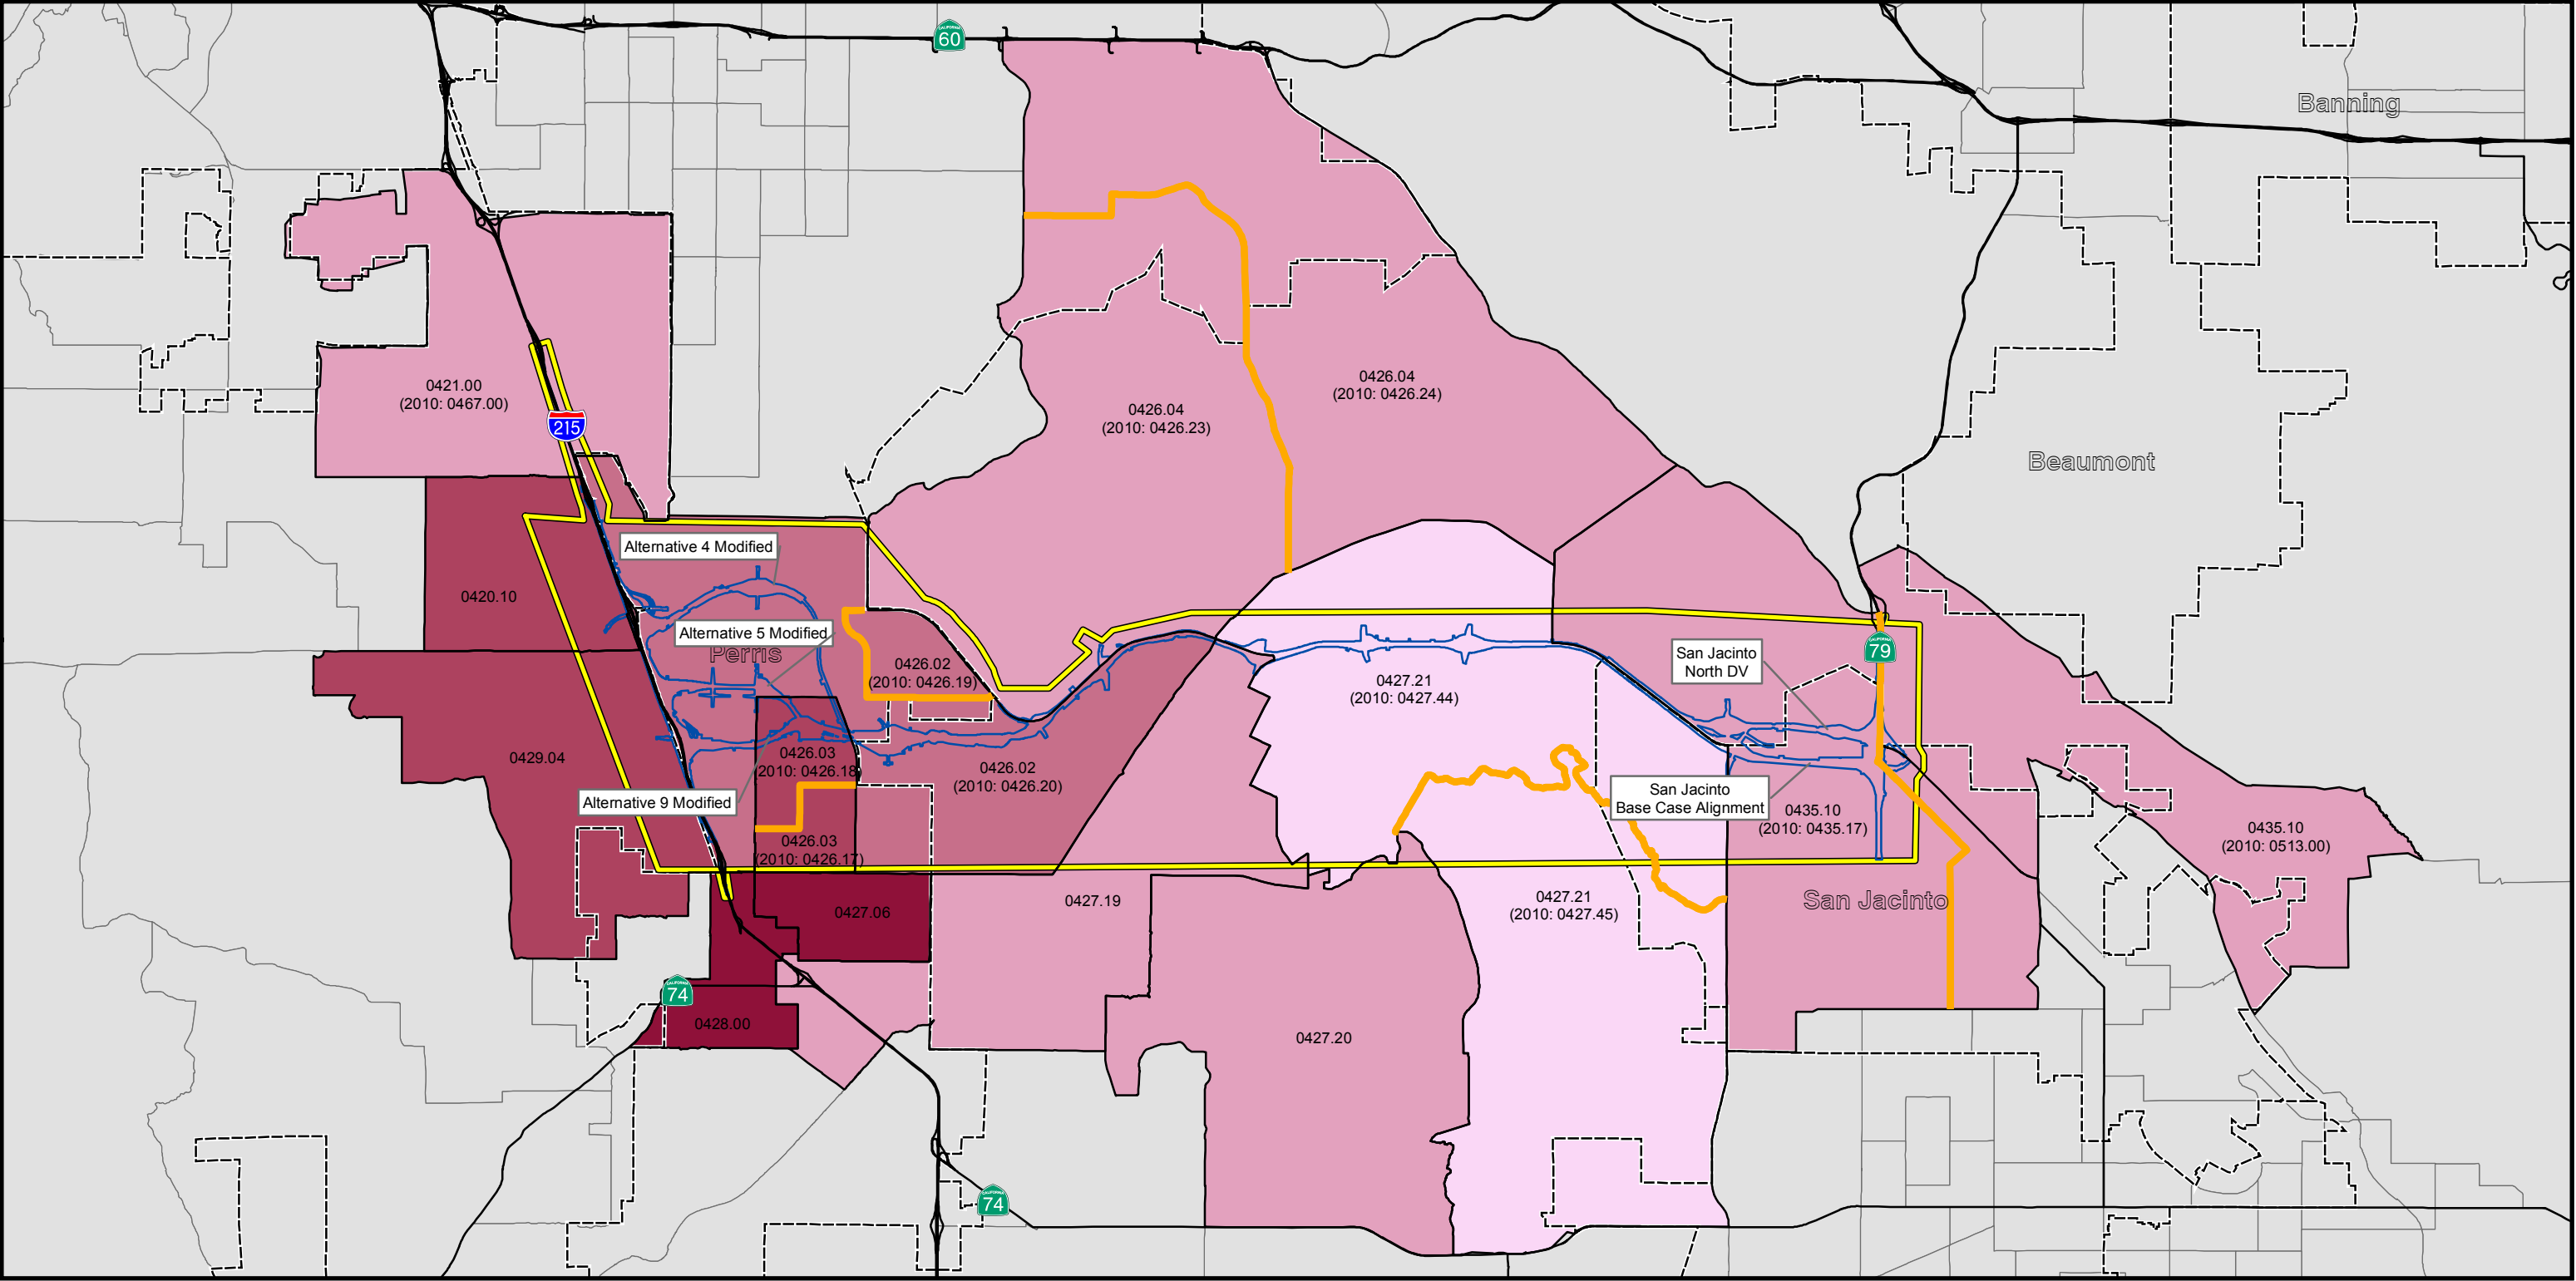 CALIFORNIA
60
Banning
0421.00
(2010: 0467.00)
215
0426.04
(2010: 0426.23)
0426.04
(2010: 0426.24)
Beaumont
Alternative 4 Modified
0420.10
Alternative 5 Modified
Perris
0426.02
(2010: 0426.19)
0427.21
(2010: 0427.44)
San Jacinto
North DV
CALIFORNIA
79
0429.04
0426.03
(2010: 0426.18)
0426.02
(2010: 0426.20)
Alternative 9 Modified
San Jacinto
Base Case Alignment
0435.10
(2010: 0435.17)
0435.10
(2010: 0513.00)
0426.03
(2010: 0426.17)
0427.06
0427.19
0427.21
(2010: 0427.45)
San Jacinto
CALIFORNIA
74
0428.00
0427.20
CALIFORNIA
74